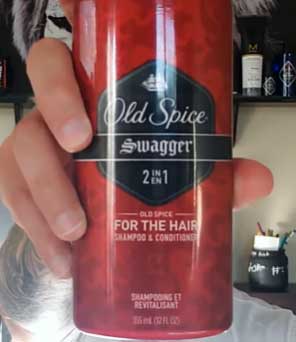 Old Spice
Swagger
2 IN
EN 1
OLD SPICE
FOR THE HAIR
SHAMPOO & CONDITIONER
SHAMPOOING ET
REVITALISANT
355 mL (12 FL OZ)